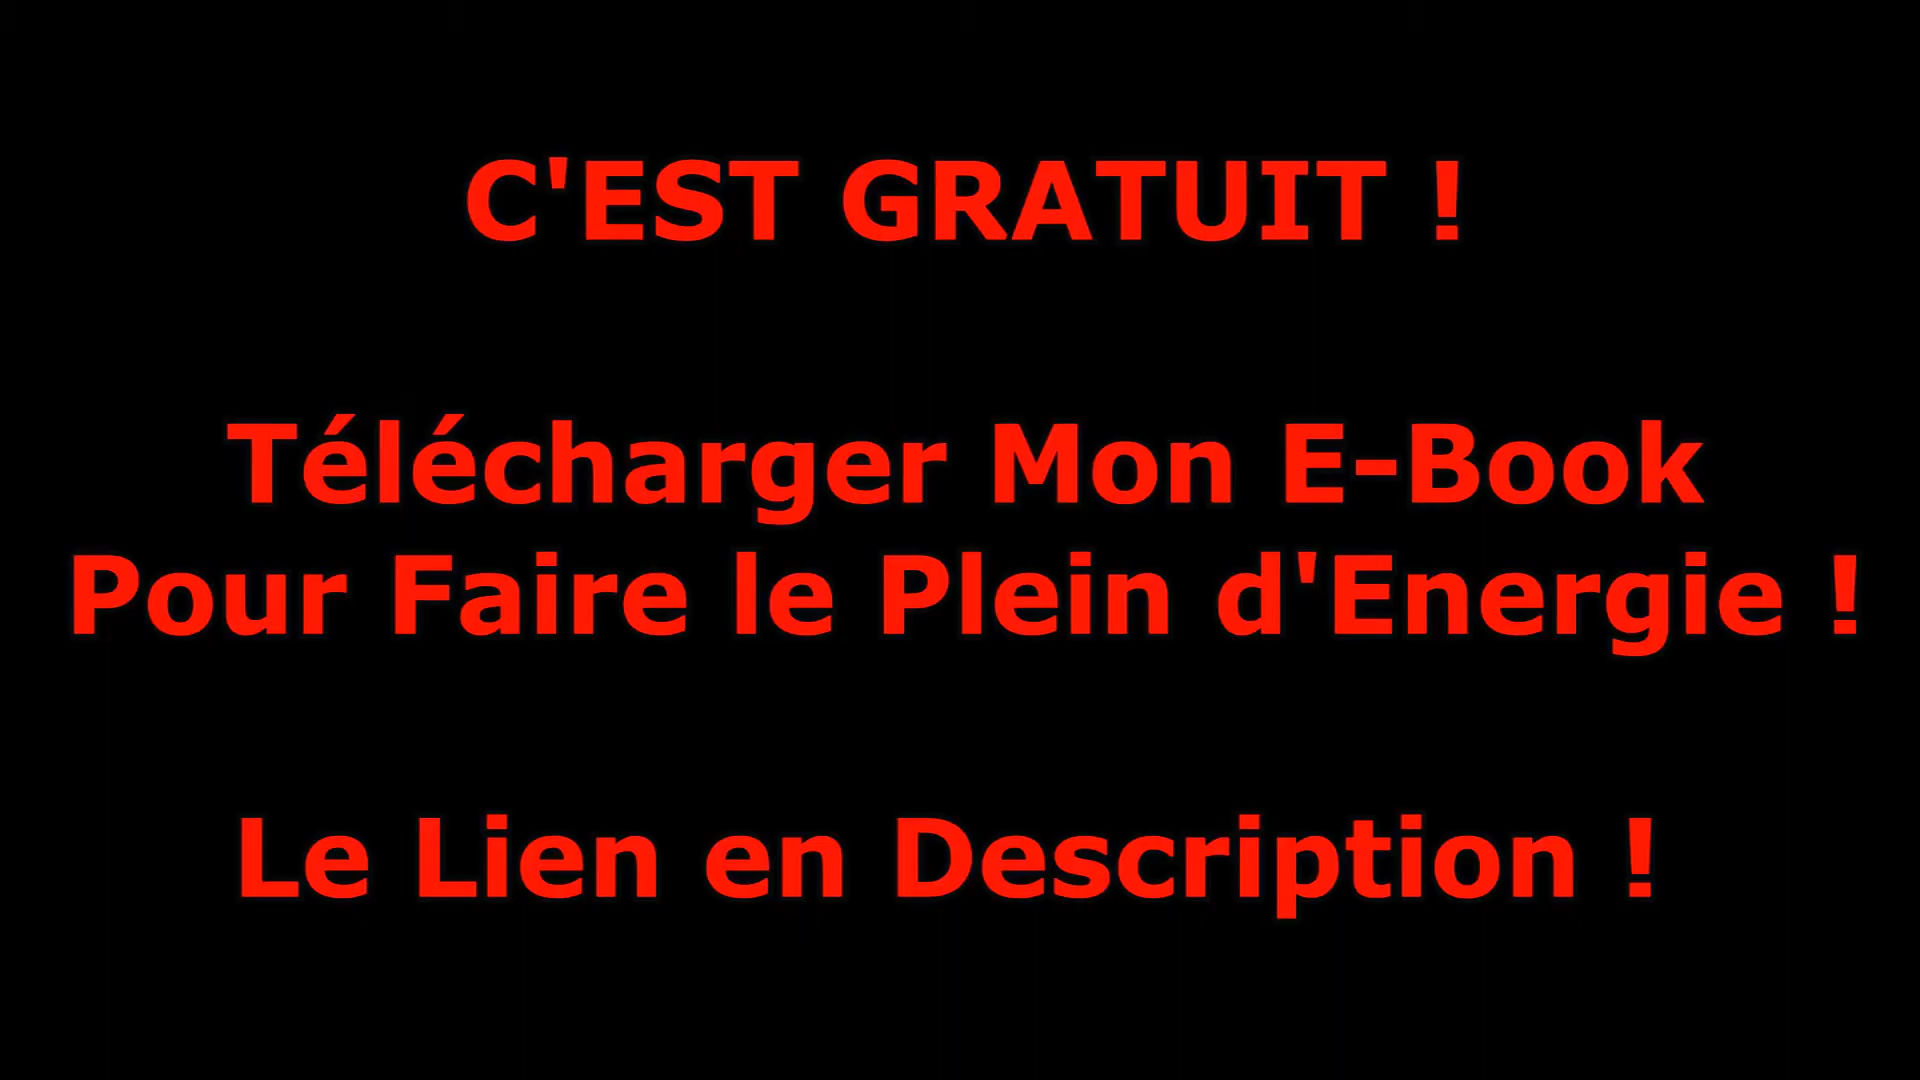 C'EST GRATUIT !
Télécharger Mon E-Book
Pour Faire le Plein d'Energie !
Le Lien en Description !